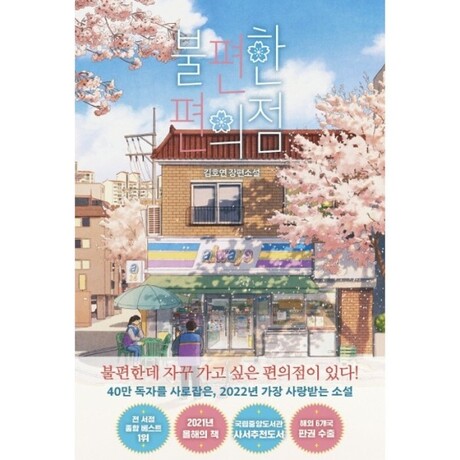 불편한
편의점
김호연 장편소설
always
불편한데 자꾸 가고 싶은 편의점이 있다!
40만 독자를 사로잡은, 2022년 가장 사랑받는 소설
전 서점
종합 베스트
1위
2021년
올해의 책
국립중앙도서관
사서추천도서
해외 6개국
판권 수출